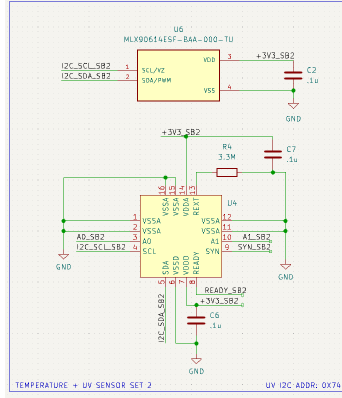 U6
MLX90614ESF-BAA-000-TU
I2C_SCL_SB2 1 SCL/VZ VDD 3 +3V3_SB2
I2C_SDA_SB2 2 SDA/PWM VSS 4
C2
.1u
GND
+3V3_SB2
R4
3.3M
C7
.1u
16 15 14 13
VSSA VSSA VDDA REXT
U4
1 VSSA VSSA 12
2 VSSA VSSA 11
A0_SB2 3 A0 A1 10 A1_SB2
I2C_SCL_SB2 4 SCL SYN 9 SYN_SB2
SDA VSSD VDDD READY
5 6 7 8
GND
GND
I2C_SDA_SB2
READY_SB2
+3V3_SB2
C6
.1u
GND
TEMPERATURE + UV SENSOR SET 2
UV I2C ADDR: 0X74